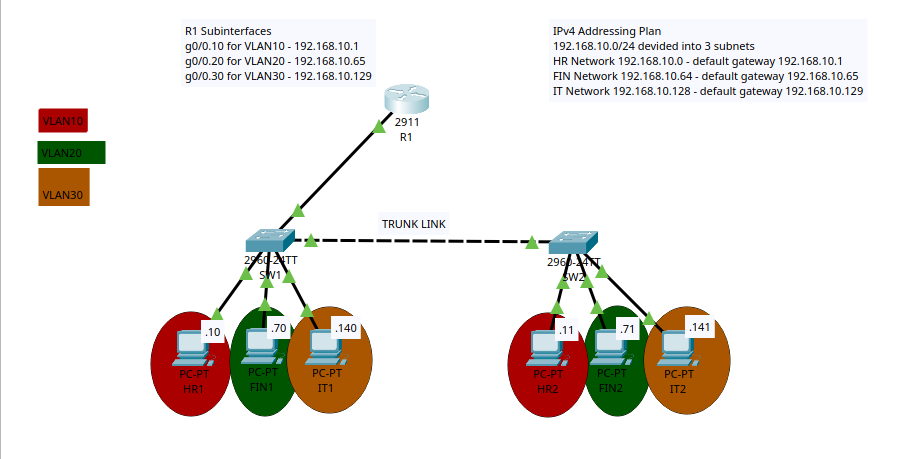 R1 Subinterfaces
g0/0.10 for VLAN10 - 192.168.10.1
g0/0.20 for VLAN20 - 192.168.10.65
g0/0.30 for VLAN30 - 192.168.10.129
IPv4 Addressing Plan
192.168.10.0/24 devided into 3 subnets
HR Network 192.168.10.0 - default gateway 192.168.10.1
FIN Network 192.168.10.64 - default gateway 192.168.10.65
IT Network 192.168.10.128 - default gateway 192.168.10.129
VLAN10
VLAN20
VLAN30
2911
R1
TRUNK LINK
2960-24TT
SW1
2960-24TT
SW2
.10
.70
.140
.11
.71
.141
PC-PT
HR1
PC-PT
FIN1
PC-PT
IT1
PC-PT
HR2
PC-PT
FIN2
PC-PT
IT2